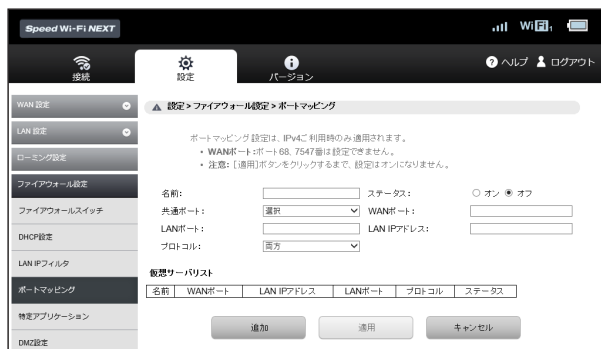 Speed Wi-Fi NEXT
WiFi
接続
設定
バージョン
ヘルプ ログアウト
WAN 設定
LAN 設定
ローミング設定
ファイアウォール設定
ファイアウォールスイッチ
DHCP設定
LAN IPフィルタ
ポートマッピング
特定アプリケーション
DMZ設定
設定 > ファイアウォール設定 > ポートマッピング
ポートマッピング設定は、IPv4ご利用時のみ適用されます。
• WANポート:ポート68, 7547番は設定できません。
• 注意: [適用]ボタンをクリックするまで、設定はオンになりません。
名前: ステータス: オン オフ
共通ポート: 選択 WANポート:
LANポート: LAN IPアドレス:
プロトコル: 両方
仮想サーバリスト
名前 WANポート LAN IPアドレス LANポート プロトコル ステータス
追加 適用 キャンセル